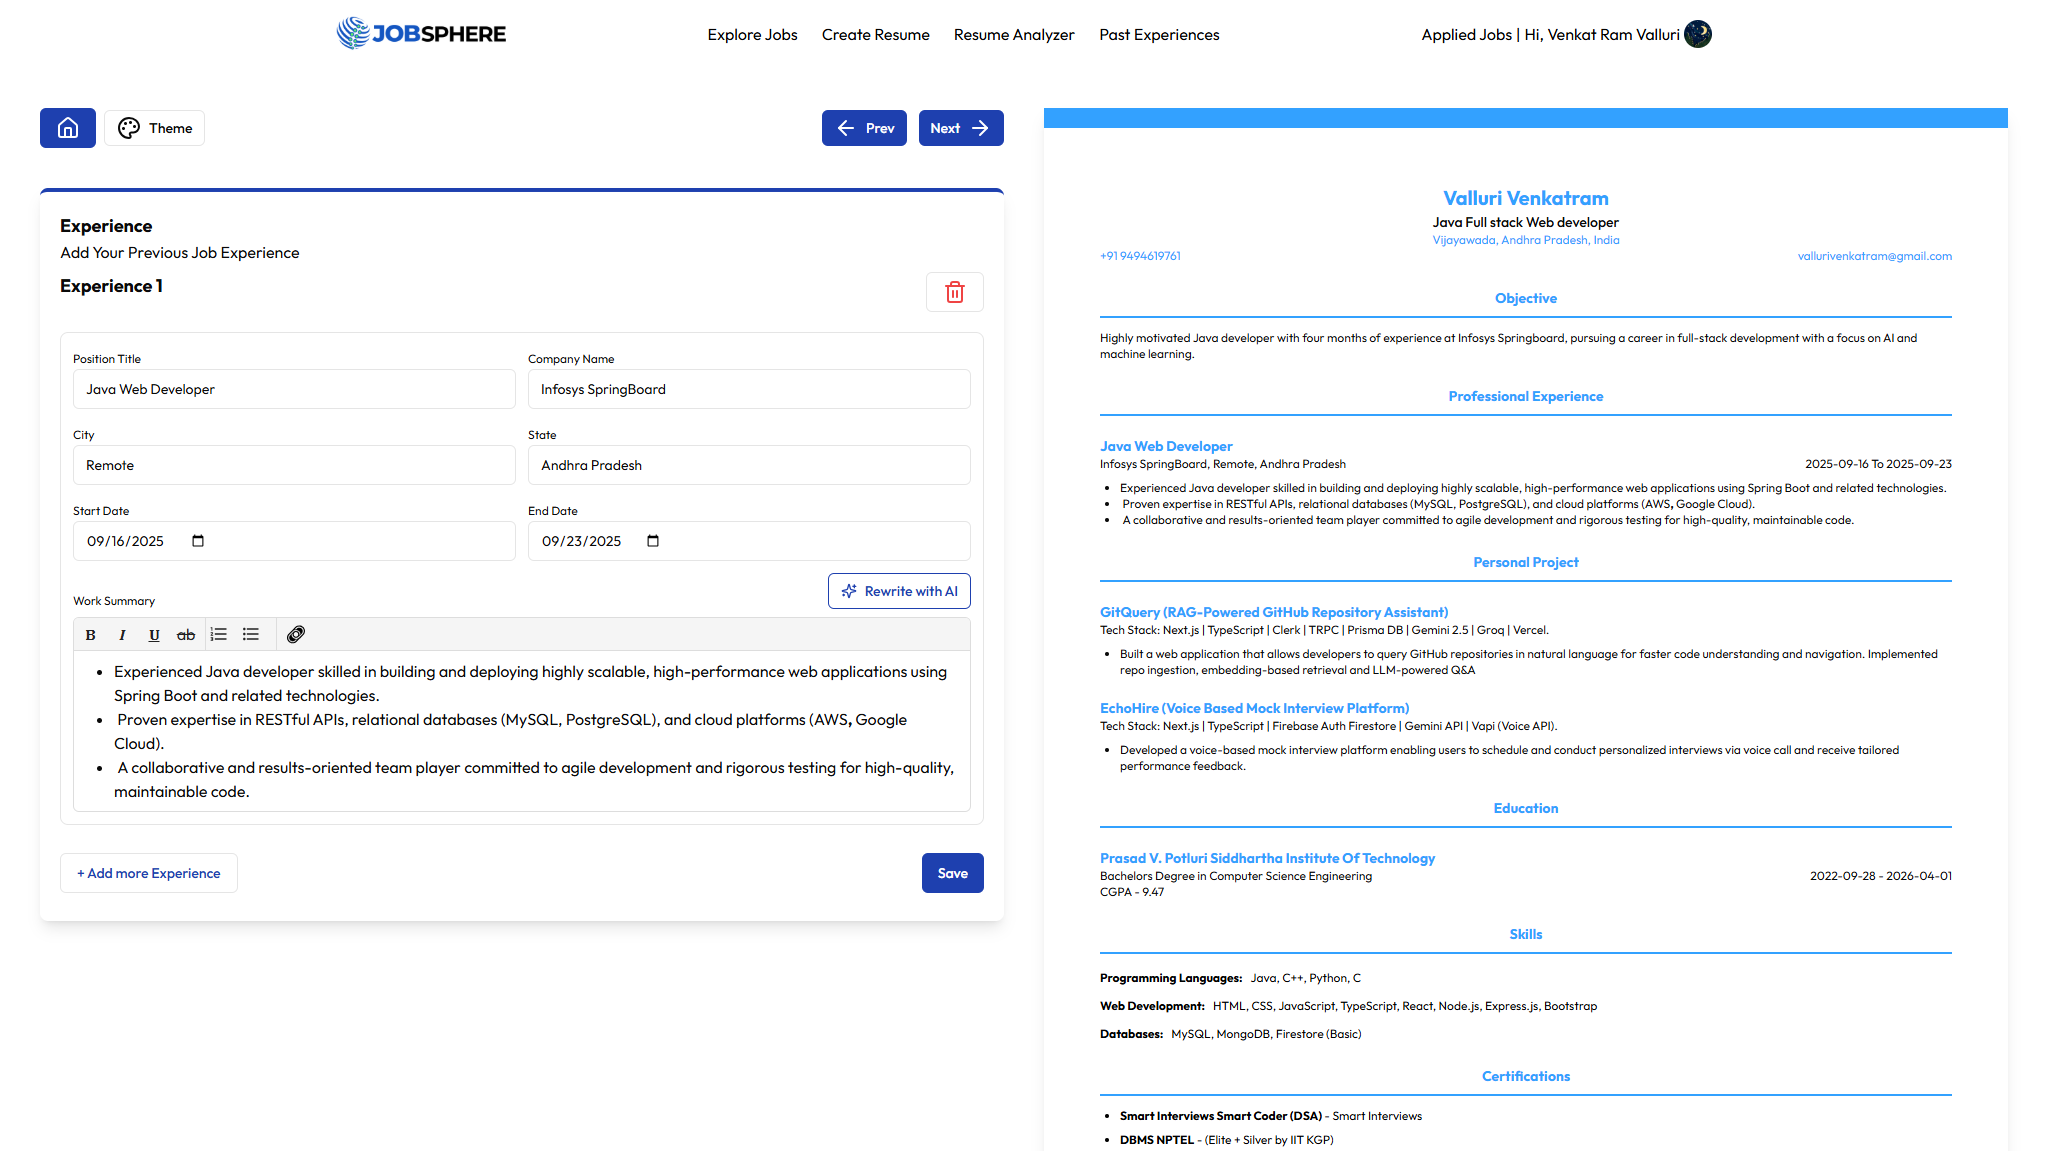 JOBSPHERE
Explore Jobs
Create Resume
Resume Analyzer
Past Experiences
Applied Jobs | Hi, Venkat Ram Valluri
Theme
Prev
Next
Experience
Add Your Previous Job Experience
Experience 1
Position Title
Company Name
Java Web Developer
Infosys SpringBoard
City
State
Remote
Andhra Pradesh
Start Date
End Date
09/16/2025
09/23/2025
Rewrite with AI
Work Summary
B I U ab
• Experienced Java developer skilled in building and deploying highly scalable, high-performance web applications using
Spring Boot and related technologies.
• Proven expertise in RESTful APIs, relational databases (MySQL, PostgreSQL), and cloud platforms (AWS, Google
Cloud).
• A collaborative and results-oriented team player committed to agile development and rigorous testing for high-quality,
maintainable code.
+ Add more Experience
Save
Valluri Venkatram
Java Full stack Web developer
Vijayawada, Andhra Pradesh, India
+91 9494619761
vallurivenkatram@gmail.com
Objective
Highly motivated Java developer with four months of experience at Infosys Springboard, pursuing a career in full-stack development with a focus on AI and
machine learning.
Professional Experience
Java Web Developer
Infosys SpringBoard, Remote, Andhra Pradesh
2025-09-16 To 2025-09-23
• Experienced Java developer skilled in building and deploying highly scalable, high-performance web applications using Spring Boot and related technologies.
• Proven expertise in RESTful APIs, relational databases (MySQL, PostgreSQL), and cloud platforms (AWS, Google Cloud).
• A collaborative and results-oriented team player committed to agile development and rigorous testing for high-quality, maintainable code.
Personal Project
GitQuery (RAG-Powered GitHub Repository Assistant)
Tech Stack: Next.js | TypeScript | Clerk | TRPC | Prisma DB | Gemini 2.5 | Groq | Vercel.
• Built a web application that allows developers to query GitHub repositories in natural language for faster code understanding and navigation. Implemented
repo ingestion, embedding-based retrieval and LLM-powered Q&A
EchoHire (Voice Based Mock Interview Platform)
Tech Stack: Next.js | TypeScript | Firebase Auth Firestore | Gemini API | Vapi (Voice API).
• Developed a voice-based mock interview platform enabling users to schedule and conduct personalized interviews via voice call and receive tailored
performance feedback.
Education
Prasad V. Potluri Siddhartha Institute Of Technology
Bachelors Degree in Computer Science Engineering
2022-09-28 - 2026-04-01
CGPA - 9.47
Skills
Programming Languages: Java, C++, Python, C
Web Development: HTML, CSS, JavaScript, TypeScript, React, Node.js, Express.js, Bootstrap
Databases: MySQL, MongoDB, Firestore (Basic)
Certifications
• Smart Interviews Smart Coder (DSA) - Smart Interviews
• DBMS NPTEL - (Elite + Silver by IIT KGP)